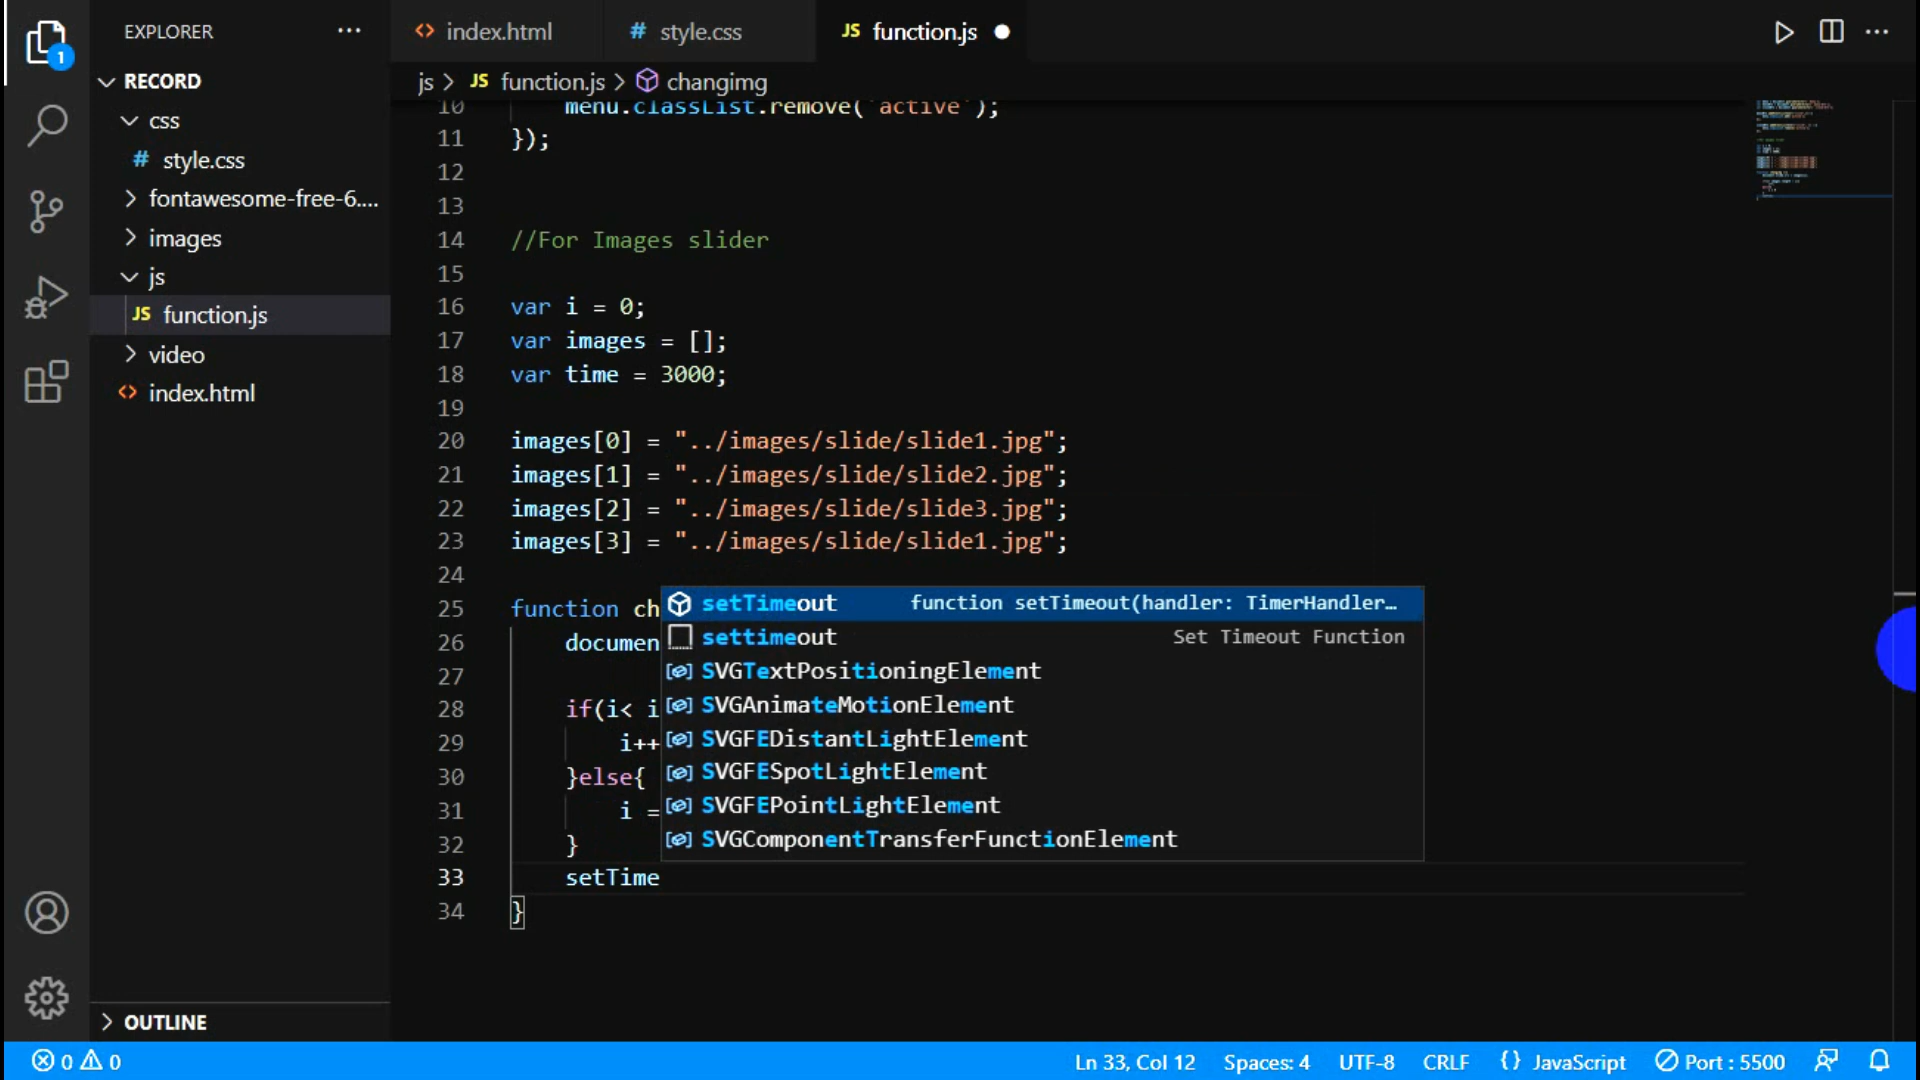 EXPLORER
1
RECORD
css
# style.css
fontawesome-free-6....
images
js
JS function.js
video
<> index.html
OUTLINE
<> index.html
# style.css
JS function.js
js > JS function.js > changimg
10 menu.classList.remove('active');
11 });
12
13
14 //For Images slider
15
16 var i = 0;
17 var images = [];
18 var time = 3000;
19
20 images[0] = "../images/slide/slide1.jpg";
21 images[1] = "../images/slide/slide2.jpg";
22 images[2] = "../images/slide/slide3.jpg";
23 images[3] = "../images/slide/slide1.jpg";
24
25 function ch
26 documen
27
28 if(i< i
29 i++
30 }else{
31 i =
32 }
33 setTime
34 }
setTimeout function setTimeout(handler: TimerHandler…
settimeout Set Timeout Function
SVGTextPositioningElement
SVGAnimateMotionElement
SVGFEDistantLightElement
SVGFESpotLightElement
SVGFEPointLightElement
SVGComponentTransferFunctionElement
0 0
Ln 33, Col 12
Spaces: 4
UTF-8
CRLF
{} JavaScript
Port : 5500